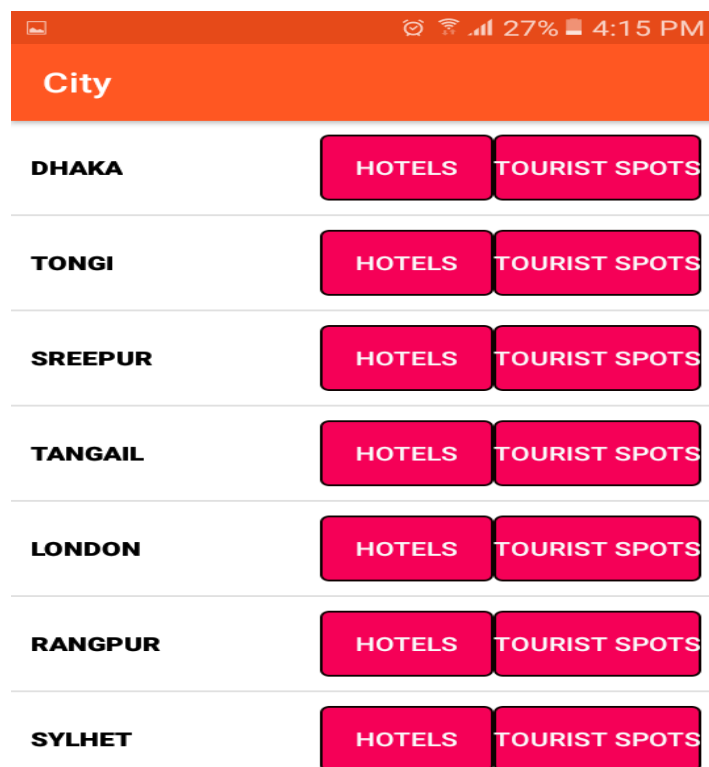 27% 4:15 PM
City
DHAKA HOTELS TOURIST SPOTS
TONGI HOTELS TOURIST SPOTS
SREEPUR HOTELS TOURIST SPOTS
TANGAIL HOTELS TOURIST SPOTS
LONDON HOTELS TOURIST SPOTS
RANGPUR HOTELS TOURIST SPOTS
SYLHET HOTELS TOURIST SPOTS